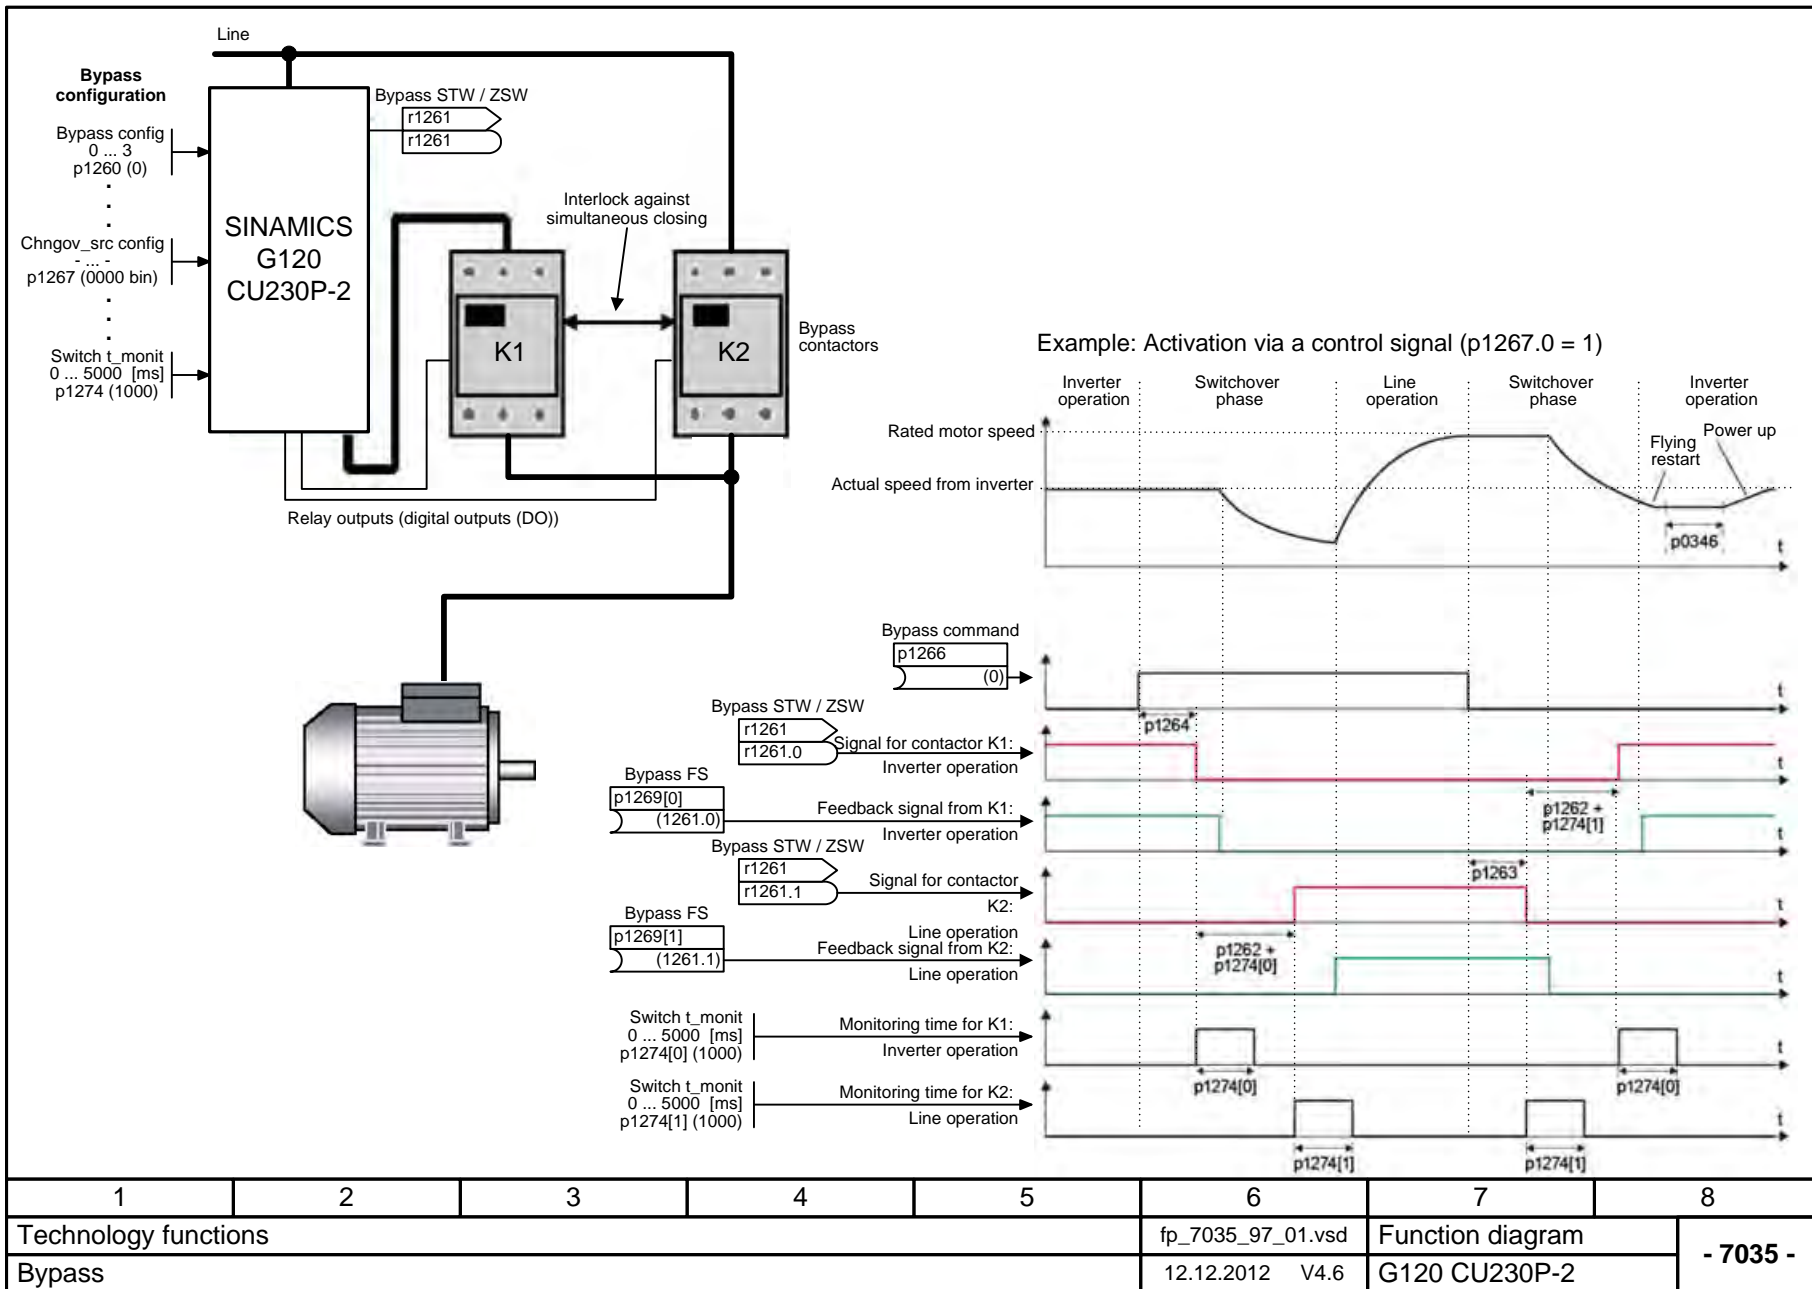 Line
Bypass
configuration
Bypass config
0 ... 3
p1260 (0)
.
.
.
Chngov_src config
- ... -
p1267 (0000 bin)
.
.
.
Switch t_monit
0 ... 5000 [ms]
p1274 (1000)
SINAMICS
G120
CU230P-2
Bypass STW / ZSW
r1261
r1261
Interlock against
simultaneous closing
K1
K2
Bypass
contactors
Relay outputs (digital outputs (DO))
Example: Activation via a control signal (p1267.0 = 1)
Inverter
operation
Switchover
phase
Line
operation
Switchover
phase
Inverter
operation
Rated motor speed
Actual speed from inverter
Flying
restart
Power up
p0346
t
Bypass command
p1266
(0)
t
p1264
Bypass STW / ZSW
r1261
r1261.0
Signal for contactor K1:
Inverter operation
t
Bypass FS
p1269[0]
(1261.0)
Feedback signal from K1:
Inverter operation
p1262 +
p1274[1]
t
Bypass STW / ZSW
r1261
r1261.1
Signal for contactor
K2:
Line operation
p1263
t
Bypass FS
p1269[1]
(1261.1)
Feedback signal from K2:
Line operation
p1262 +
p1274[0]
t
Switch t_monit
0 ... 5000 [ms]
p1274[0] (1000)
Monitoring time for K1:
Inverter operation
t
p1274[0]
p1274[0]
Switch t_monit
0 ... 5000 [ms]
p1274[1] (1000)
Monitoring time for K2:
Line operation
t
p1274[1]
p1274[1]
1 2 3 4 5 6 7 8
Technology functions
fp_7035_97_01.vsd
Function diagram
- 7035 -
Bypass
12.12.2012 V4.6
G120 CU230P-2